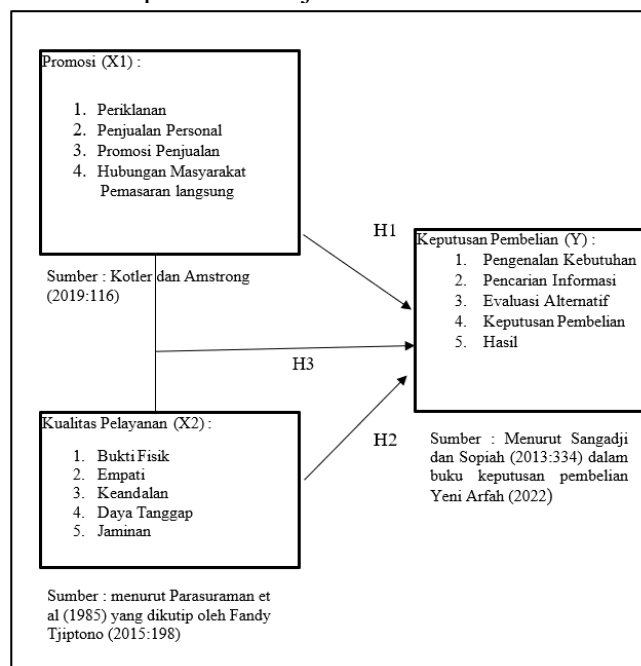 Promosi (X1) :
1. Periklanan
2. Penjualan Personal
3. Promosi Penjualan
4. Hubungan Masyarakat
Pemasaran langsung
Sumber : Kotler dan Amstrong
(2019:116)
H1
Keputusan Pembelian (Y) :
1. Pengenalan Kebutuhan
2. Pencarian Informasi
3. Evaluasi Alternatif
4. Keputusan Pembelian
5. Hasil
H3
Kualitas Pelayanan (X2) :
1. Bukti Fisik
2. Empati
3. Keandalan
4. Daya Tanggap
5. Jaminan
H2
Sumber : Menurut Sangadji
dan Sopiah (2013:334) dalam
buku keputusan pembelian
Yeni Arfah (2022)
Sumber : menurut Parasuraman et
al (1985) yang dikutip oleh Fandy
Tjiptono (2015:198)